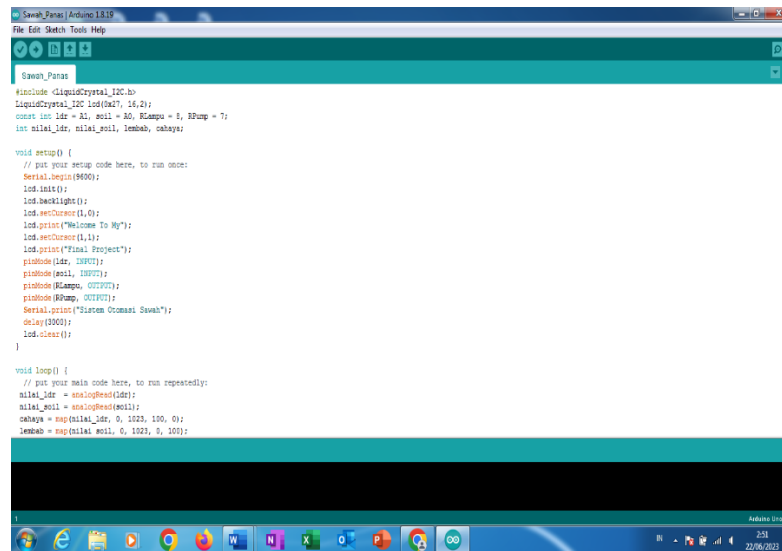 Sawah_Panas | Arduino 1.8.19
File Edit Sketch Tools Help
Sawah_Panas
#include <LiquidCrystal_I2C.h>
LiquidCrystal_I2C lcd(0x27, 16,2);
const int ldr = A1, soil = A0, RLampu = 8, RPump = 7;
int nilai_ldr, nilai_soil, lembab, cahaya;
void setup() {
// put your setup code here, to run once:
Serial.begin(9600);
lcd.init();
lcd.backlight();
lcd.setCursor(1,0);
lcd.print("Welcome To My");
lcd.setCursor(1,1);
lcd.print("Final Project");
pinMode(ldr, INPUT);
pinMode(soil, INPUT);
pinMode(RLampu, OUTPUT);
pinMode(RPump, OUTPUT);
Serial.print("Sistem Otomasi Sawah");
delay(3000);
lcd.clear();
}
void loop() {
// put your main code here, to run repeatedly:
nilai_ldr = analogRead(ldr);
nilai_soil = analogRead(soil);
cahaya = map(nilai_ldr, 0, 1023, 100, 0);
lembab = map(nilai_soil, 0, 1023, 0, 100);
1
Arduino Uno
IN
2:51
22/06/2023